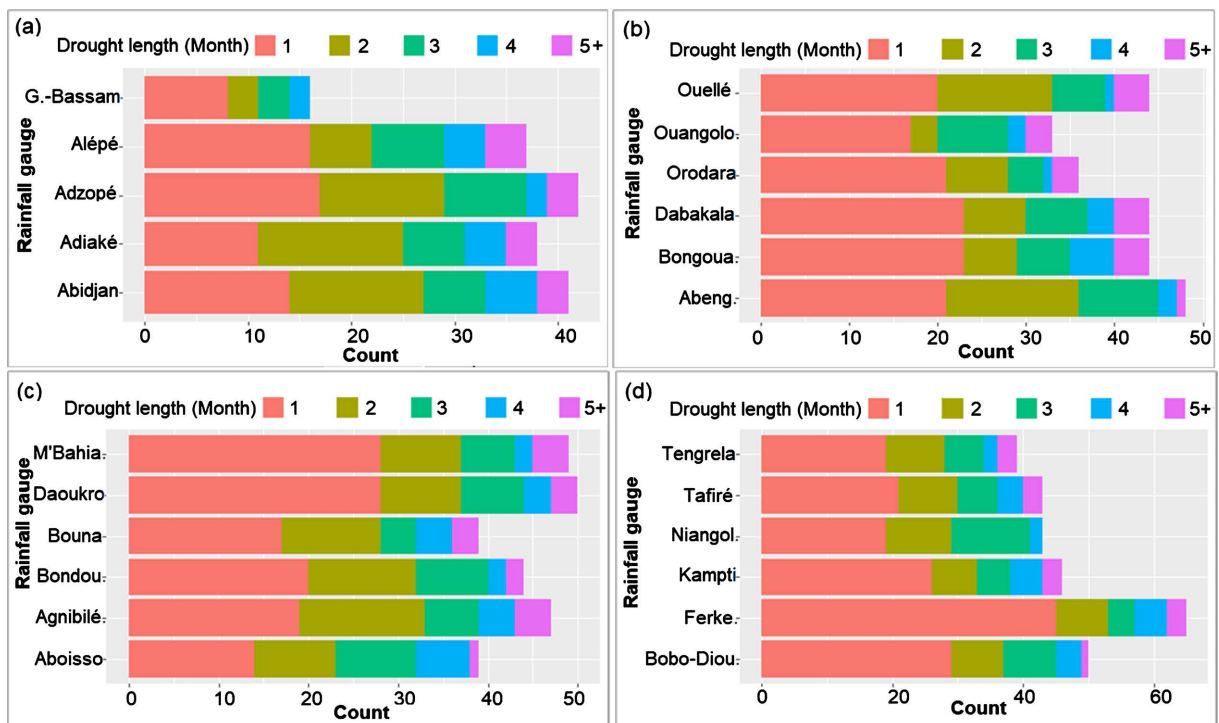 (a)
Drought length (Month) 1 2 3 4 5+
Rainfall gauge
G.-Bassam
Alépé
Adzopé
Adiaké
Abidjan
0 10 20 30 40
Count
(b)
Drought length (Month) 1 2 3 4 5+
Rainfall gauge
Ouellé
Ouangolo.
Orodara
Dabakala
Bongoua.
Abeng.
0 10 20 30 40 50
Count
(c)
Drought length (Month) 1 2 3 4 5+
Rainfall gauge
M'Bahia.
Daoukro
Bouna
Bondou
Agnibilé
Aboisso
0 10 20 30 40 50
Count
(d)
Drought length (Month) 1 2 3 4 5+
Rainfall gauge
Tengrela
Tafiré
Niangol.
Kampti
Ferke.
Bobo-Diou.
0 20 40 60
Count